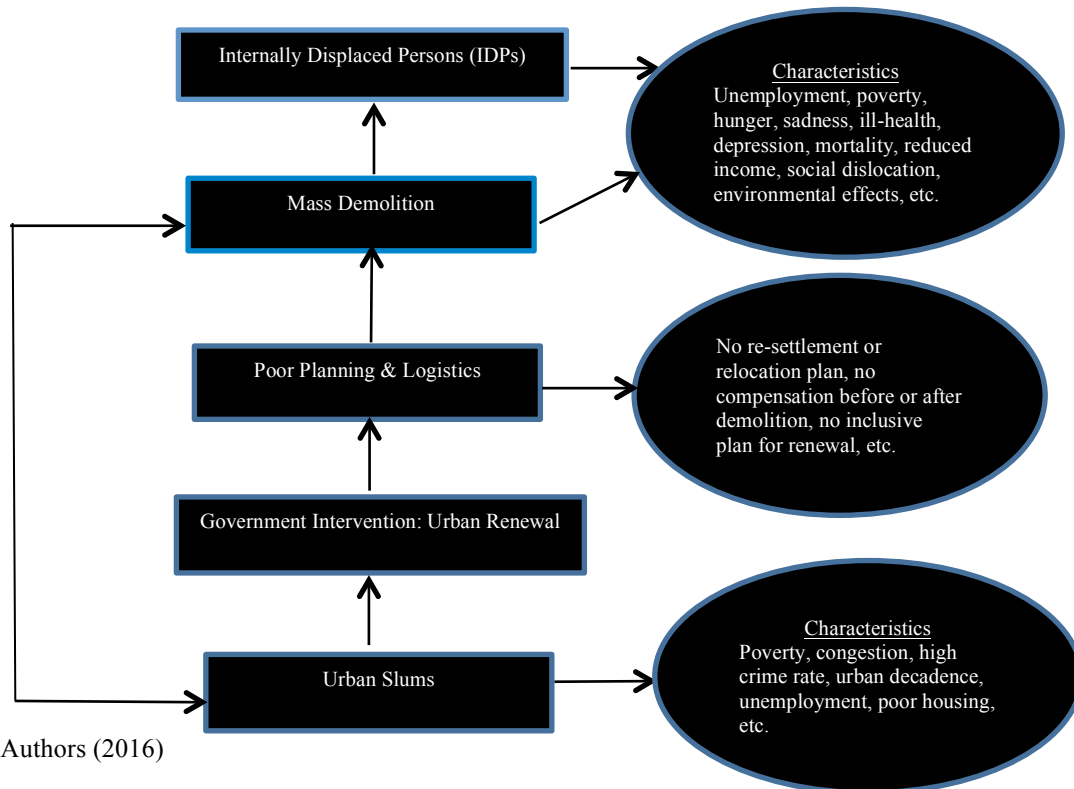 Internally Displaced Persons (IDPs)
Characteristics
Unemployment, poverty,
hunger, sadness, ill-health,
depression, mortality, reduced
income, social dislocation,
environmental effects, etc.
Mass Demolition
Poor Planning & Logistics
No re-settlement or
relocation plan, no
compensation before or after
demolition, no inclusive
plan for renewal, etc.
Government Intervention: Urban Renewal
Urban Slums
Characteristics
Poverty, congestion, high
crime rate, urban decadence,
unemployment, poor housing,
etc.
Authors (2016)